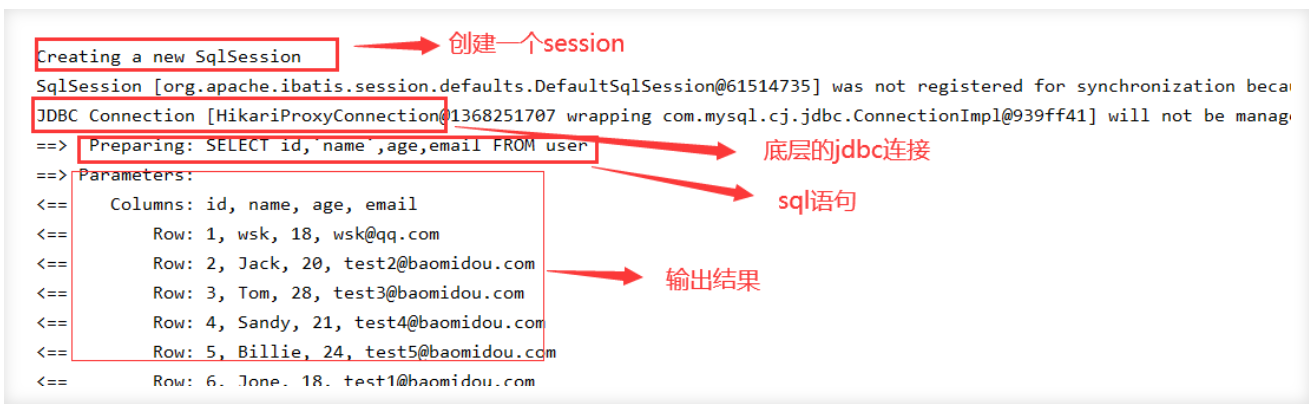 Creating a new SqlSession
创建一个session
SqlSession [org.apache.ibatis.session.defaults.DefaultSqlSession@61514735] was not registered for synchronization becau
JDBC Connection [HikariProxyConnection@1368251707 wrapping com.mysql.cj.jdbc.ConnectionImpl@939ff41] will not be manage
==>  Preparing: SELECT id,`name`,age,email FROM user
底层的jdbc连接
==> Parameters:
sql语句
<==    Columns: id, name, age, email
<==        Row: 1, wsk, 18, wsk@qq.com
<==        Row: 2, Jack, 20, test2@baomidou.com
输出结果
<==        Row: 3, Tom, 28, test3@baomidou.com
<==        Row: 4, Sandy, 21, test4@baomidou.com
<==        Row: 5, Billie, 24, test5@baomidou.com
<==        Row: 6, Jone, 18, test1@baomidou.com